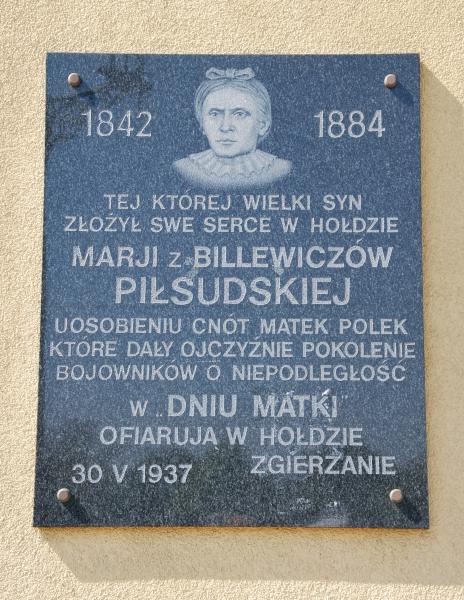 1842 1884
TEJ KTÓREJ WIELKI SYN
ZŁOŻYŁ SWE SERCE W HOŁDZIE
MARJI Z BILLEWICZÓW
PIŁSUDSKIEJ
UOSOBIENIU CNÓT MATEK POLEK
KTÓRE DAŁY OJCZYŹNIE POKOLENIE
BOJOWNIKÓW O NIEPODLEGŁOŚĆ
W „DNIU MATKI”
OFIARUJA W HOŁDZIE
ZGIERZANIE
30 V 1937